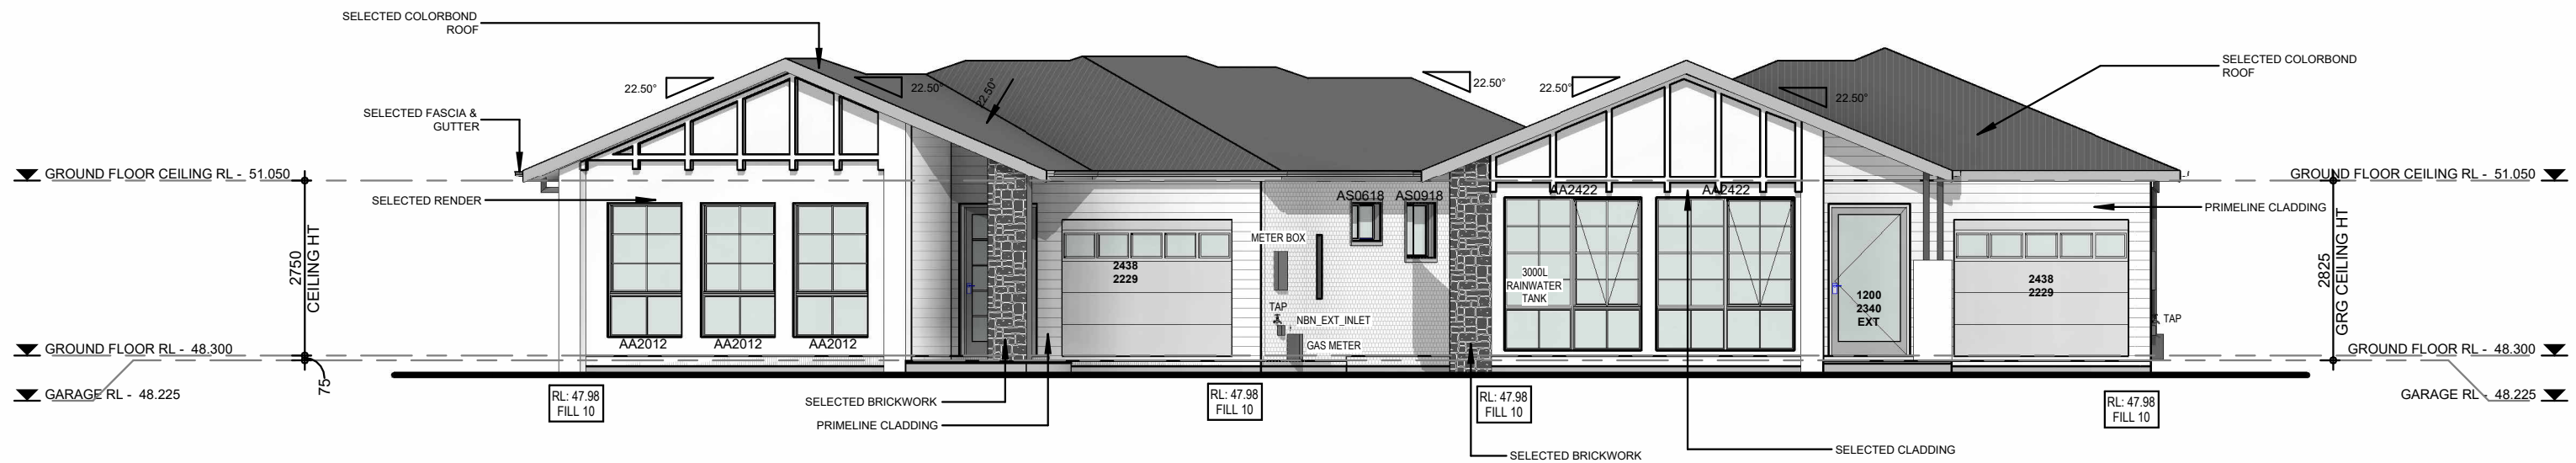 SELECTED COLORBOND
ROOF
SELECTED COLORBOND
ROOF
22.50°
22.50°
22.50°
22.50°
22.50°
22.50°
SELECTED FASCIA &
GUTTER
GROUND FLOOR CEILING RL - 51.050
GROUND FLOOR CEILING RL - 51.050
SELECTED RENDER
AA2422
AA2422
AS0618
AS0918
PRIMELINE CLADDING
METER BOX
2750
CEILING HT
2438
2229
3000L
RAINWATER
TANK
1200
2340
EXT
2438
2229
2825
GRG CEILING HT
TAP
NBN_EXT_INLET
TAP
AA2012
AA2012
AA2012
GAS METER
GROUND FLOOR RL - 48.300
GROUND FLOOR RL - 48.300
75
GARAGE RL - 48.225
GARAGE RL - 48.225
RL: 47.98
FILL 10
RL: 47.98
FILL 10
RL: 47.98
FILL 10
RL: 47.98
FILL 10
SELECTED BRICKWORK
PRIMELINE CLADDING
SELECTED CLADDING
SELECTED BRICKWORK